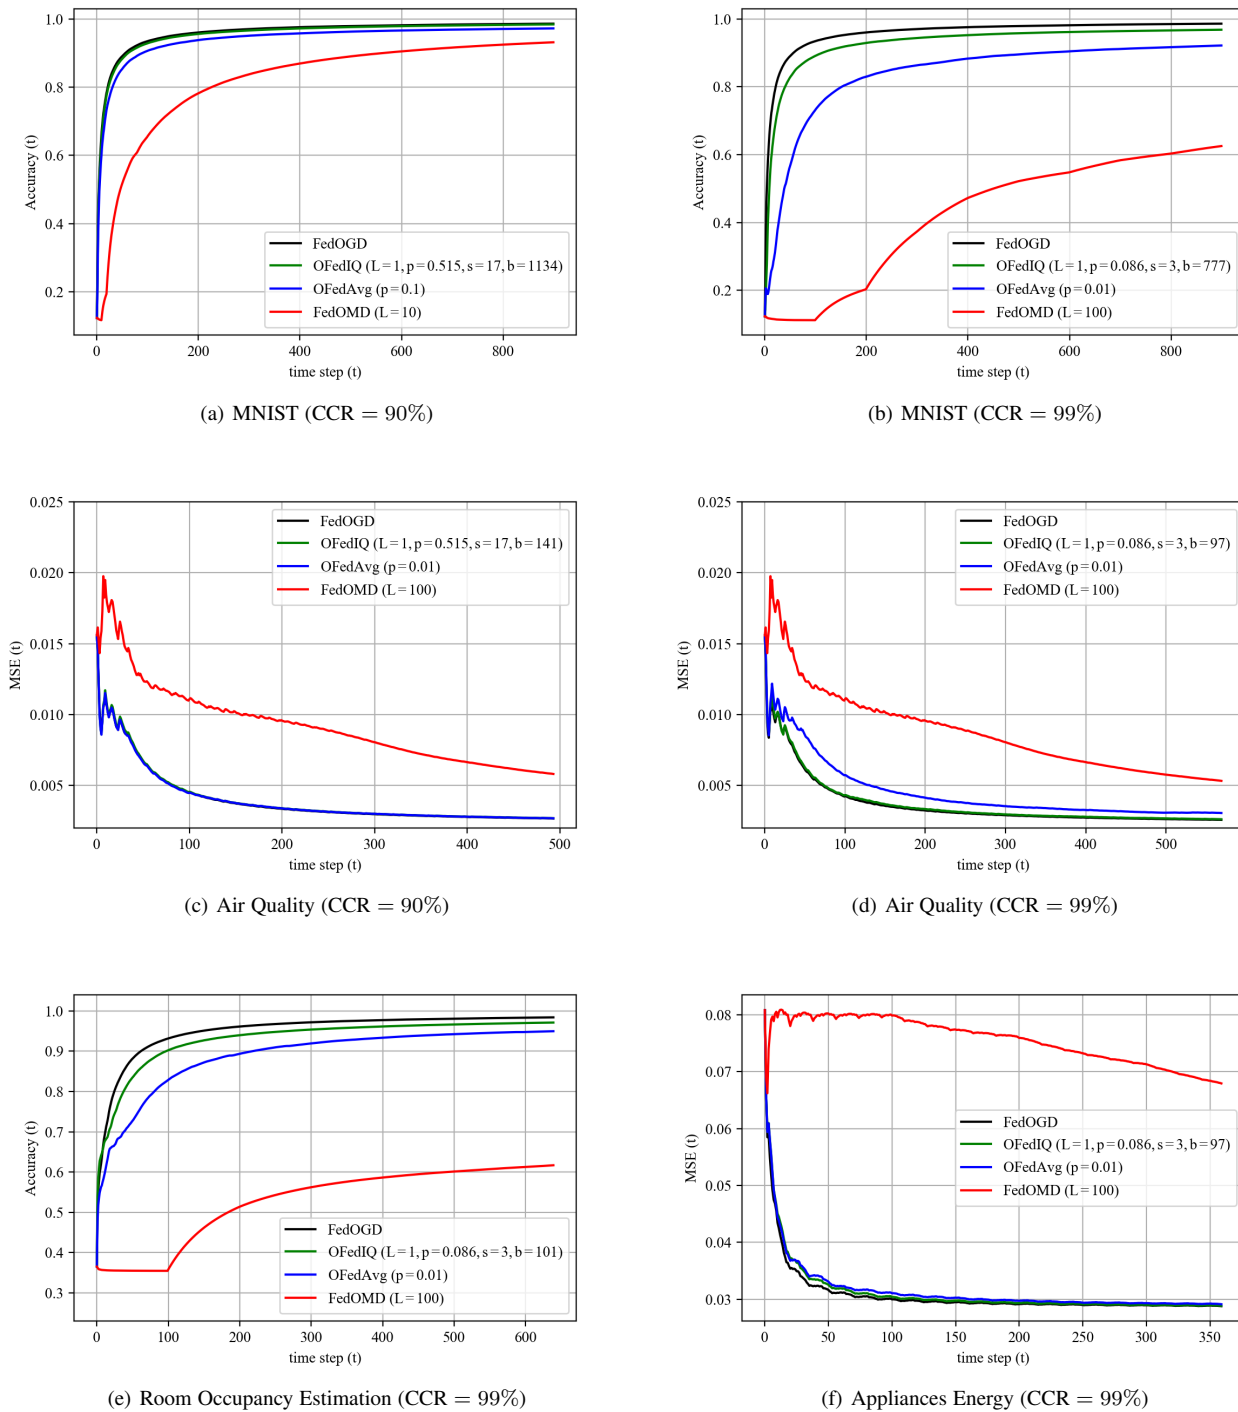 1.0
0.8
0.6
0.4
0.2
Accuracy (t)
0
200
400
600
800
time step (t)
FedOGD
OFedIQ (L=1, p=0.515, s=17, b=1134)
OFedAvg (p=0.1)
FedOMD (L=10)
(a) MNIST (CCR = 90%)
1.0
0.8
0.6
0.4
0.2
Accuracy (t)
0
200
400
600
800
time step (t)
FedOGD
OFedIQ (L=1, p=0.086, s=3, b=777)
OFedAvg (p=0.01)
FedOMD (L=100)
(b) MNIST (CCR = 99%)
0.025
0.020
0.015
0.010
0.005
MSE (t)
0
100
200
300
400
500
time step (t)
FedOGD
OFedIQ (L=1, p=0.515, s=17, b=141)
OFedAvg (p=0.01)
FedOMD (L=100)
(c) Air Quality (CCR = 90%)
0.025
0.020
0.015
0.010
0.005
MSE (t)
0
100
200
300
400
500
time step (t)
FedOGD
OFedIQ (L=1, p=0.086, s=3, b=97)
OFedAvg (p=0.01)
FedOMD (L=100)
(d) Air Quality (CCR = 99%)
1.0
0.9
0.8
0.7
0.6
0.5
0.4
0.3
Accuracy (t)
0
100
200
300
400
500
600
time step (t)
FedOGD
OFedIQ (L=1, p=0.086, s=3, b=101)
OFedAvg (p=0.01)
FedOMD (L=100)
(e) Room Occupancy Estimation (CCR = 99%)
0.08
0.07
0.06
0.05
0.04
0.03
MSE (t)
0
50
100
150
200
250
300
350
time step (t)
FedOGD
OFedIQ (L=1, p=0.086, s=3, b=97)
OFedAvg (p=0.01)
FedOMD (L=100)
(f) Appliances Energy (CCR = 99%)